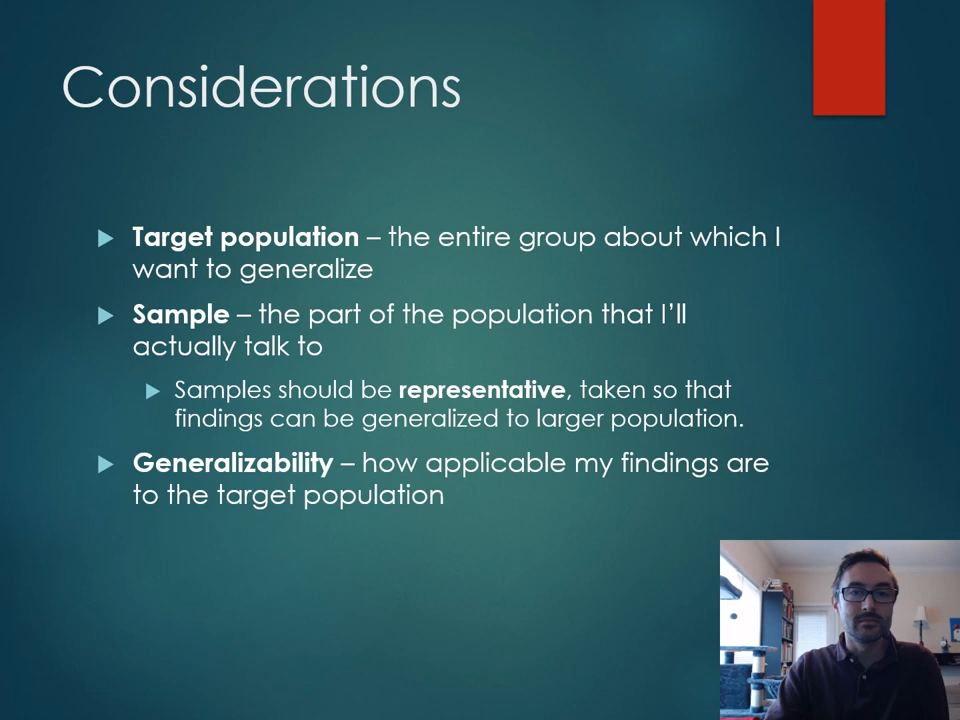 Considerations
Target population – the entire group about which I
want to generalize
Sample – the part of the population that I’ll
actually talk to
Samples should be representative, taken so that
findings can be generalized to larger population.
Generalizability – how applicable my findings are
to the target population